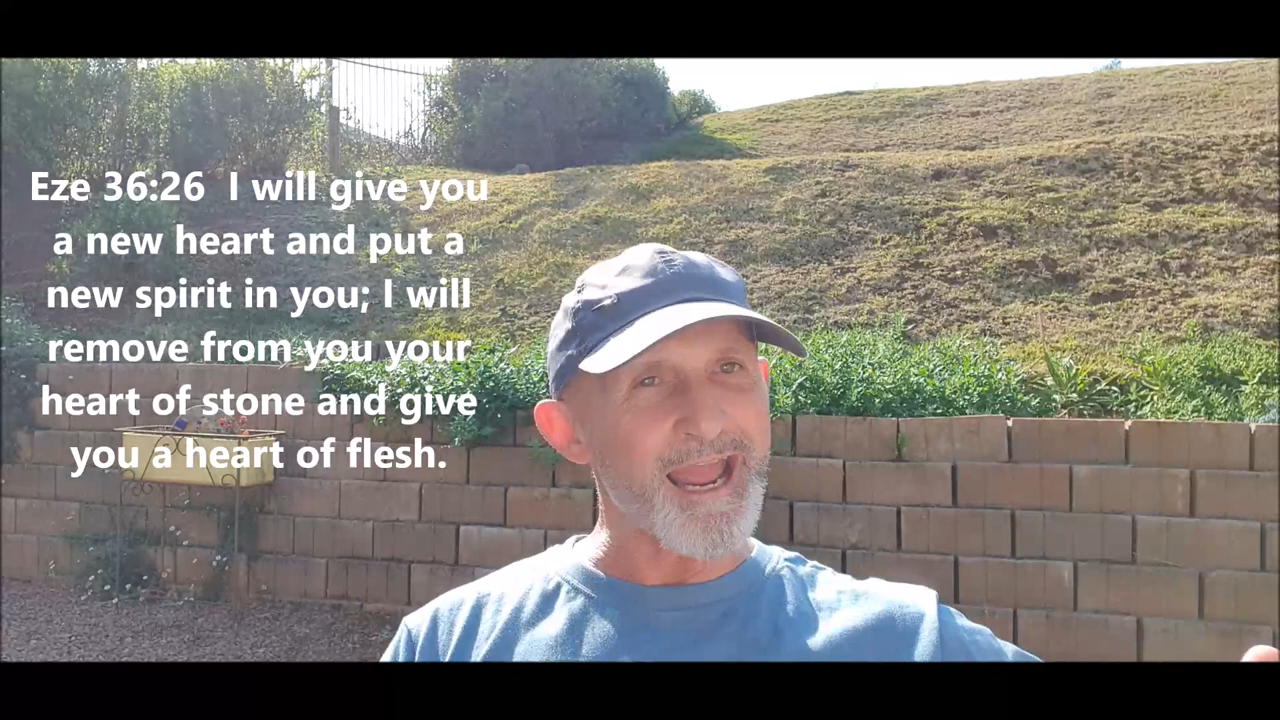 Eze 36:26  I will give you
a new heart and put a
new spirit in you; I will
remove from you your
heart of stone and give
you a heart of flesh.